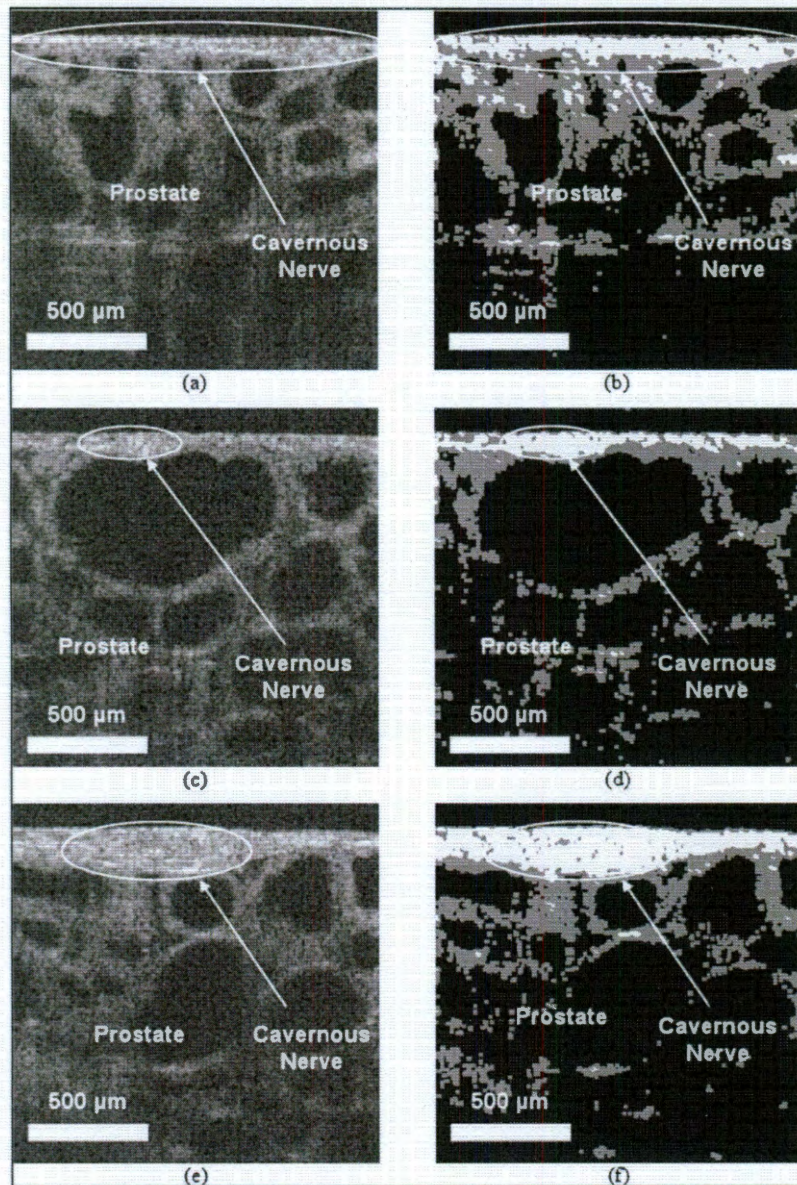 Prostate
Cavernous
Nerve
500 µm
(a)
Prostate
Cavernous
Nerve
500 µm
(b)
Prostate
Cavernous
Nerve
500 µm
(c)
Prostate
Cavernous
Nerve
500 µm
(d)
Prostate
Cavernous
Nerve
500 µm
(e)
Prostate
Cavernous
Nerve
500 µm
(f)